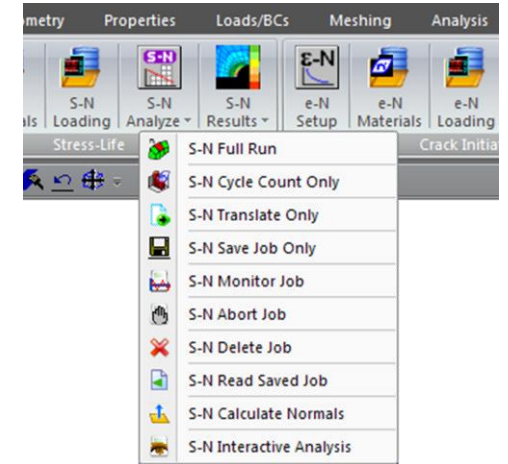 ometry Properties Loads/BCs Meshing Analysis
S-N ε-N
S-N S-N S-N e-N e-N e-N
ls Loading Analyze Results Setup Materials Loading
Stress-Life Crack Initia
S-N Full Run
S-N Cycle Count Only
S-N Translate Only
S-N Save Job Only
S-N Monitor Job
S-N Abort Job
S-N Delete Job
S-N Read Saved Job
S-N Calculate Normals
S-N Interactive Analysis